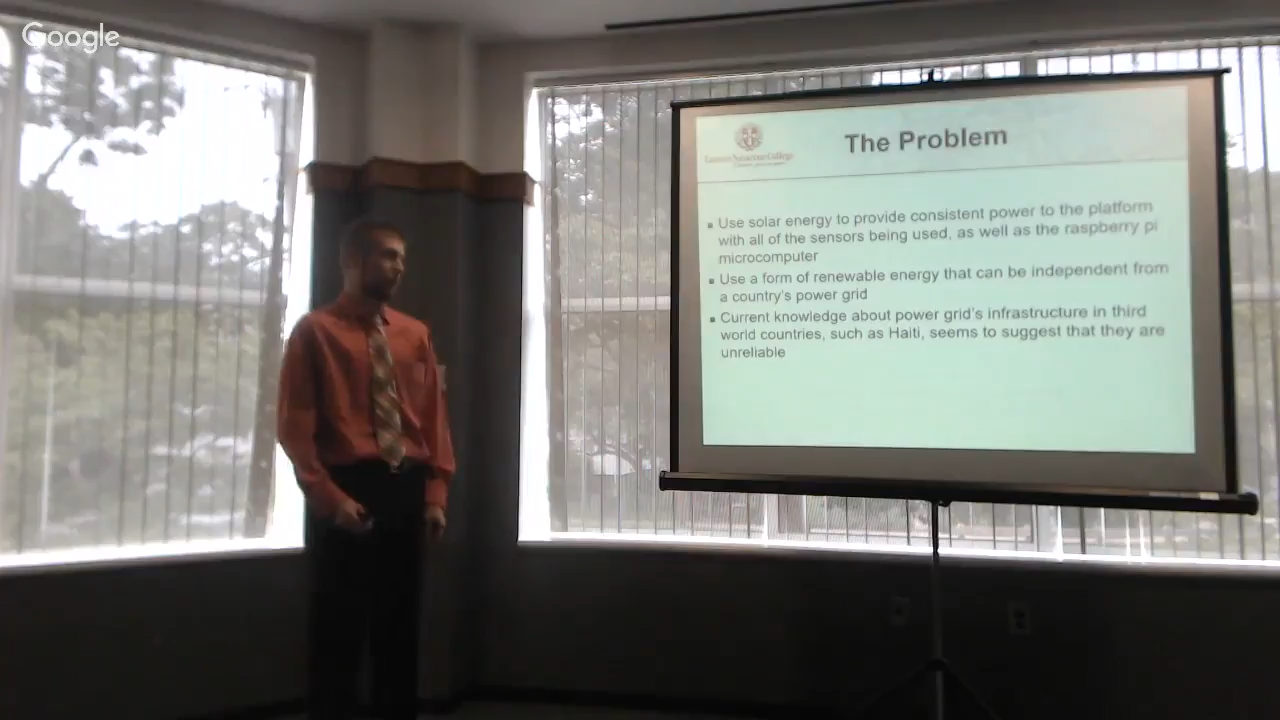 Google
The Problem
Nazarene College
Use solar energy to provide consistent power to the platform
with all of the sensors being used, as well as the raspberry pi
microcomputer
Use a form of renewable energy that can be independent from
a country's power grid
Current knowledge about power grid's infrastructure in third
world countries, such as Haiti, seems to suggest that they are
unreliable